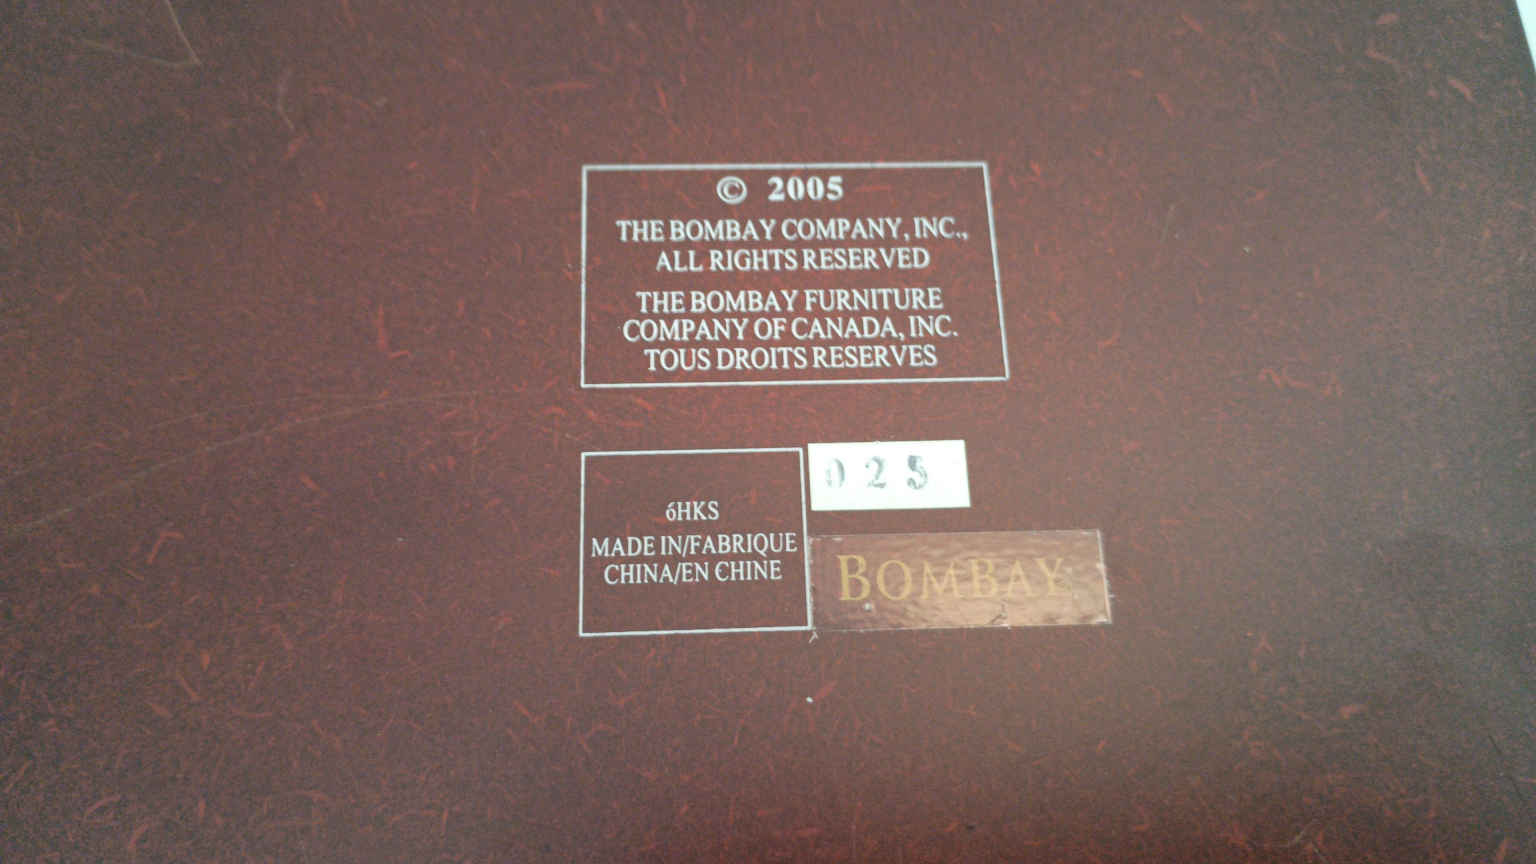 © 2005
THE BOMBAY COMPANY, INC.,
ALL RIGHTS RESERVED
THE BOMBAY FURNITURE
COMPANY OF CANADA, INC.
TOUS DROITS RESERVES
025
6HKS
MADE IN/FABRIQUE
CHINA/EN CHINE
BOMBAY